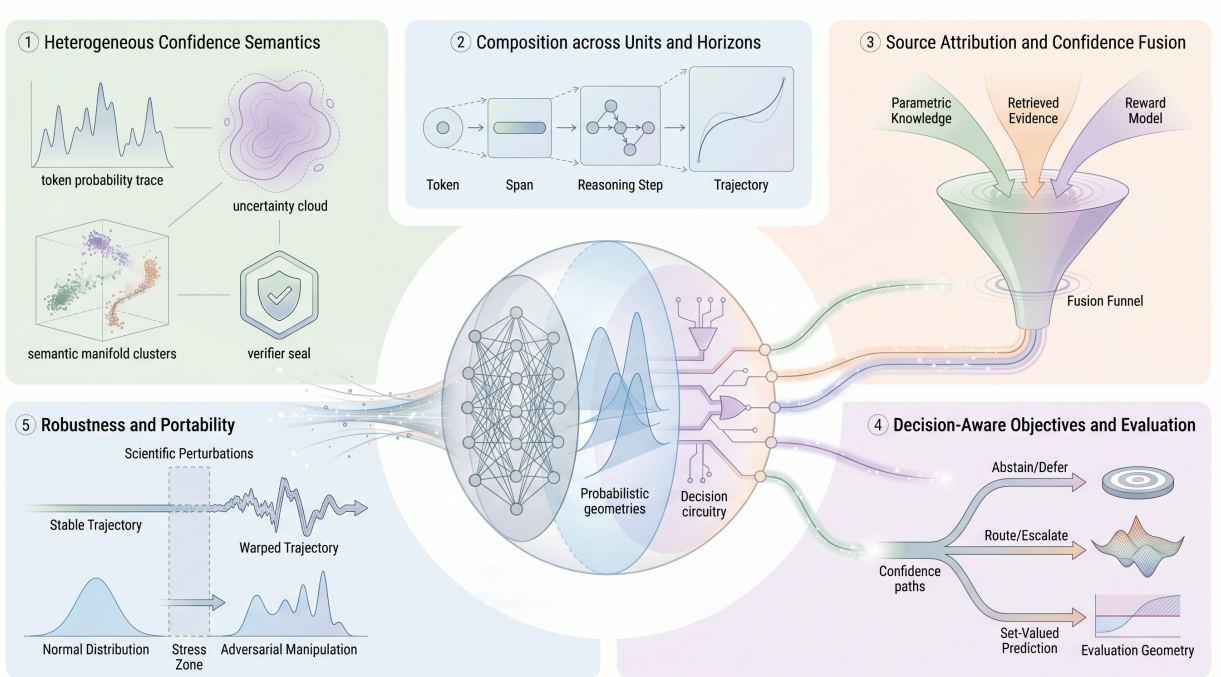 1 Heterogeneous Confidence Semantics
token probability trace
uncertainty cloud
semantic manifold clusters
verifier seal
2 Composition across Units and Horizons
Token
Span
Reasoning Step
Trajectory
3 Source Attribution and Confidence Fusion
Parametric
Knowledge
Retrieved
Evidence
Reward
Model
Fusion Funnel
Probabilistic
geometries
Decision
circuitry
4 Decision-Aware Objectives and Evaluation
Abstain/Defer
Route/Escalate
Confidence
paths
Set-Valued
Prediction
Evaluation Geometry
5 Robustness and Portability
Scientific Perturbations
Stable Trajectory
Warped Trajectory
Normal Distribution
Stress
Zone
Adversarial Manipulation